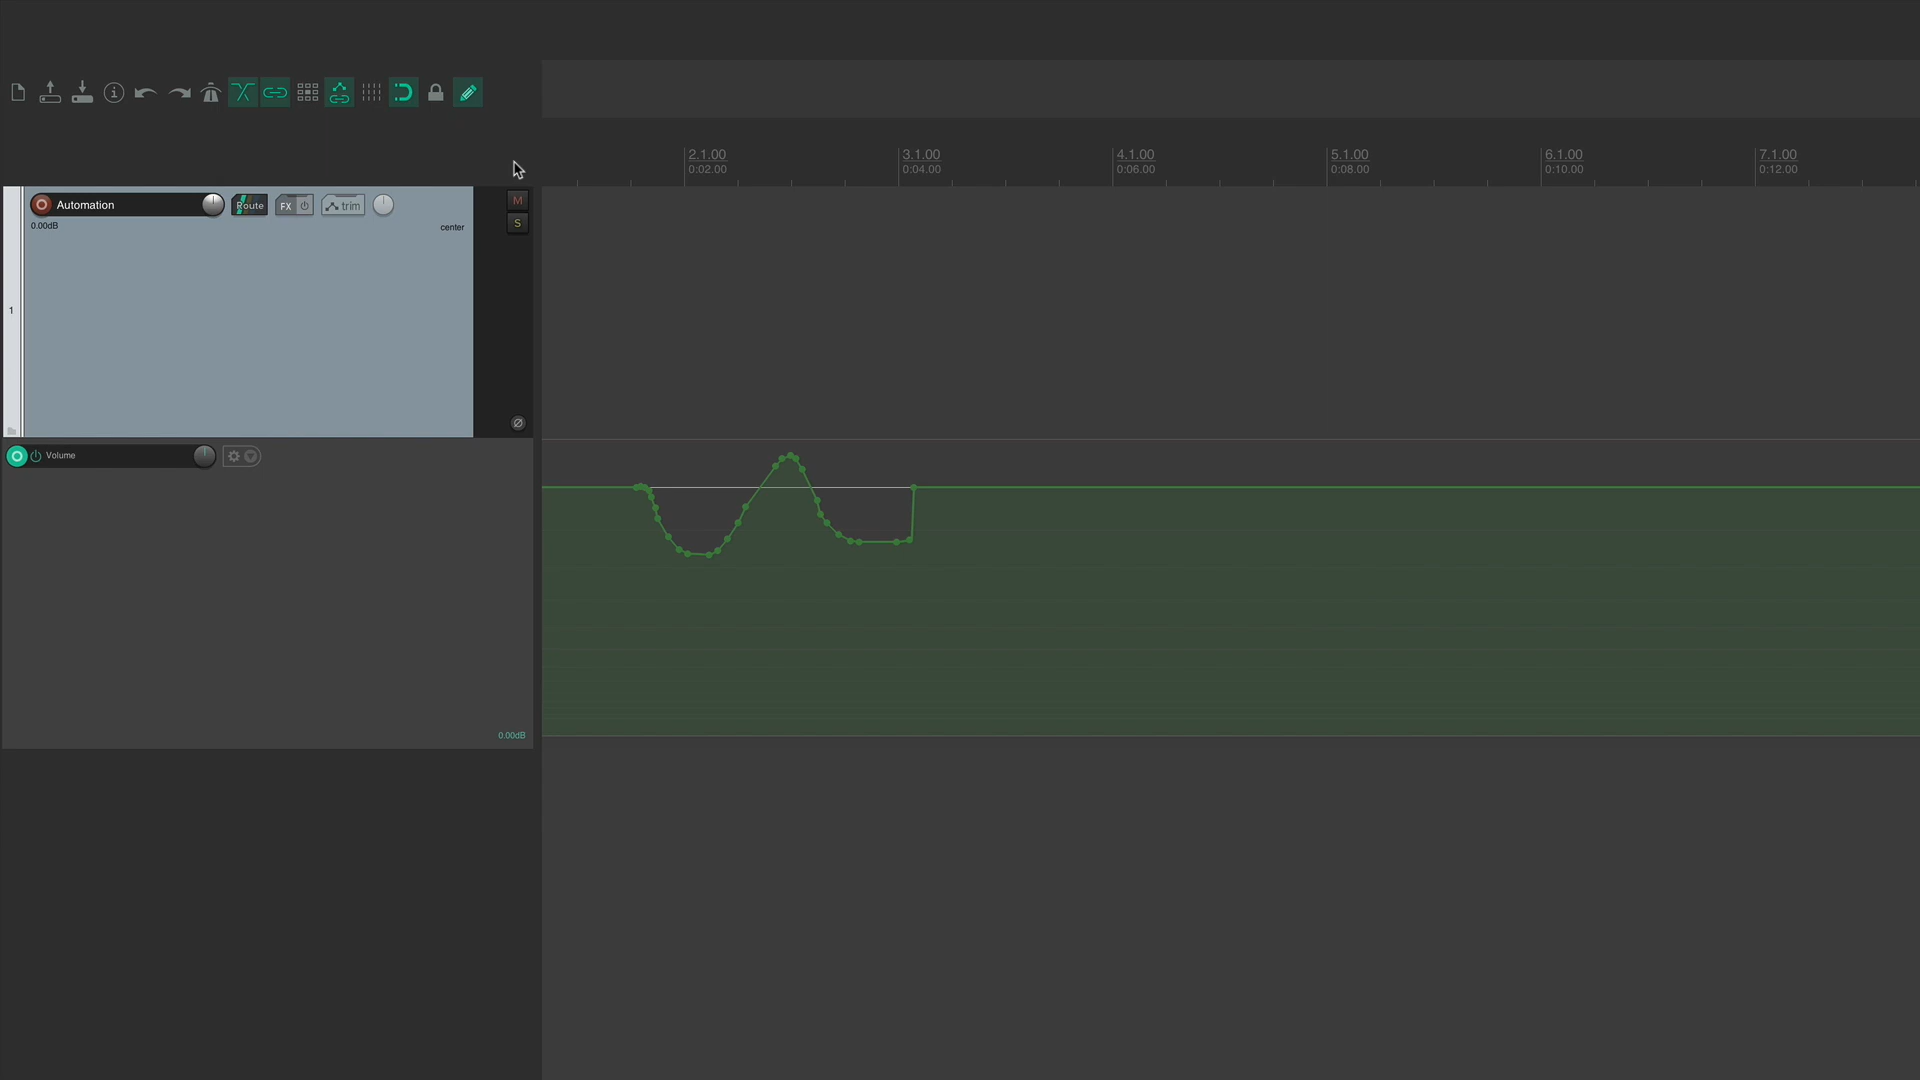 2.1.00 3.1.00 4.1.00 5.1.00 6.1.00 7.1.00
0:02.00 0:04.00 0:06.00 0:08.00 0:10.00 0:12.00
Automation Route FX trim M
0.00dB center S
1
Volume
0.00dB